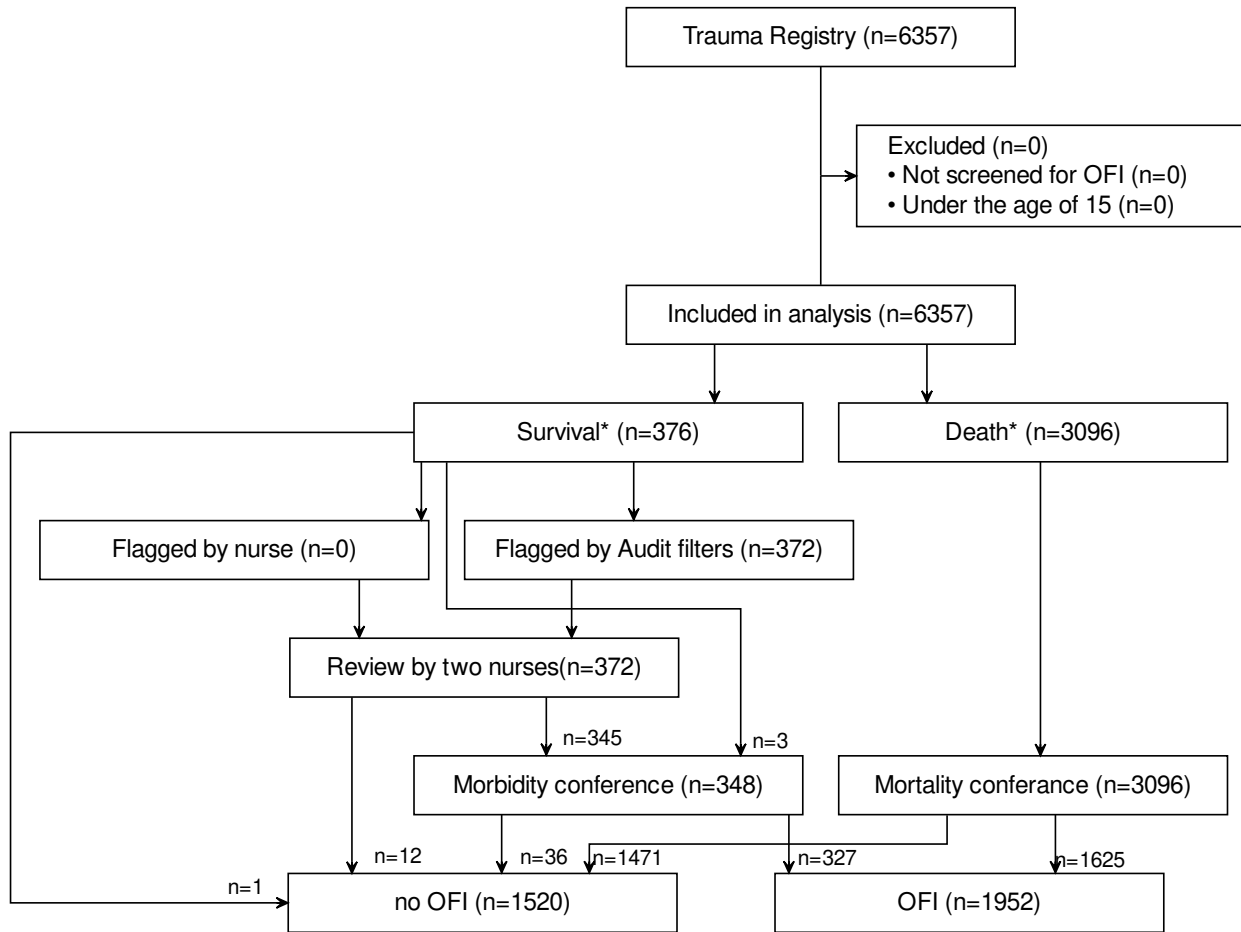 Trauma Registry (n=6357)
Excluded (n=0)
• Not screened for OFI (n=0)
• Under the age of 15 (n=0)
Included in analysis (n=6357)
Survival* (n=376)
Death* (n=3096)
Flagged by nurse (n=0)
Flagged by Audit filters (n=372)
Review by two nurses(n=372)
n=345
n=3
Morbidity conference (n=348)
Mortality conferance (n=3096)
n=12
n=36
n=1471
n=327
n=1625
n=1
no OFI (n=1520)
OFI (n=1952)